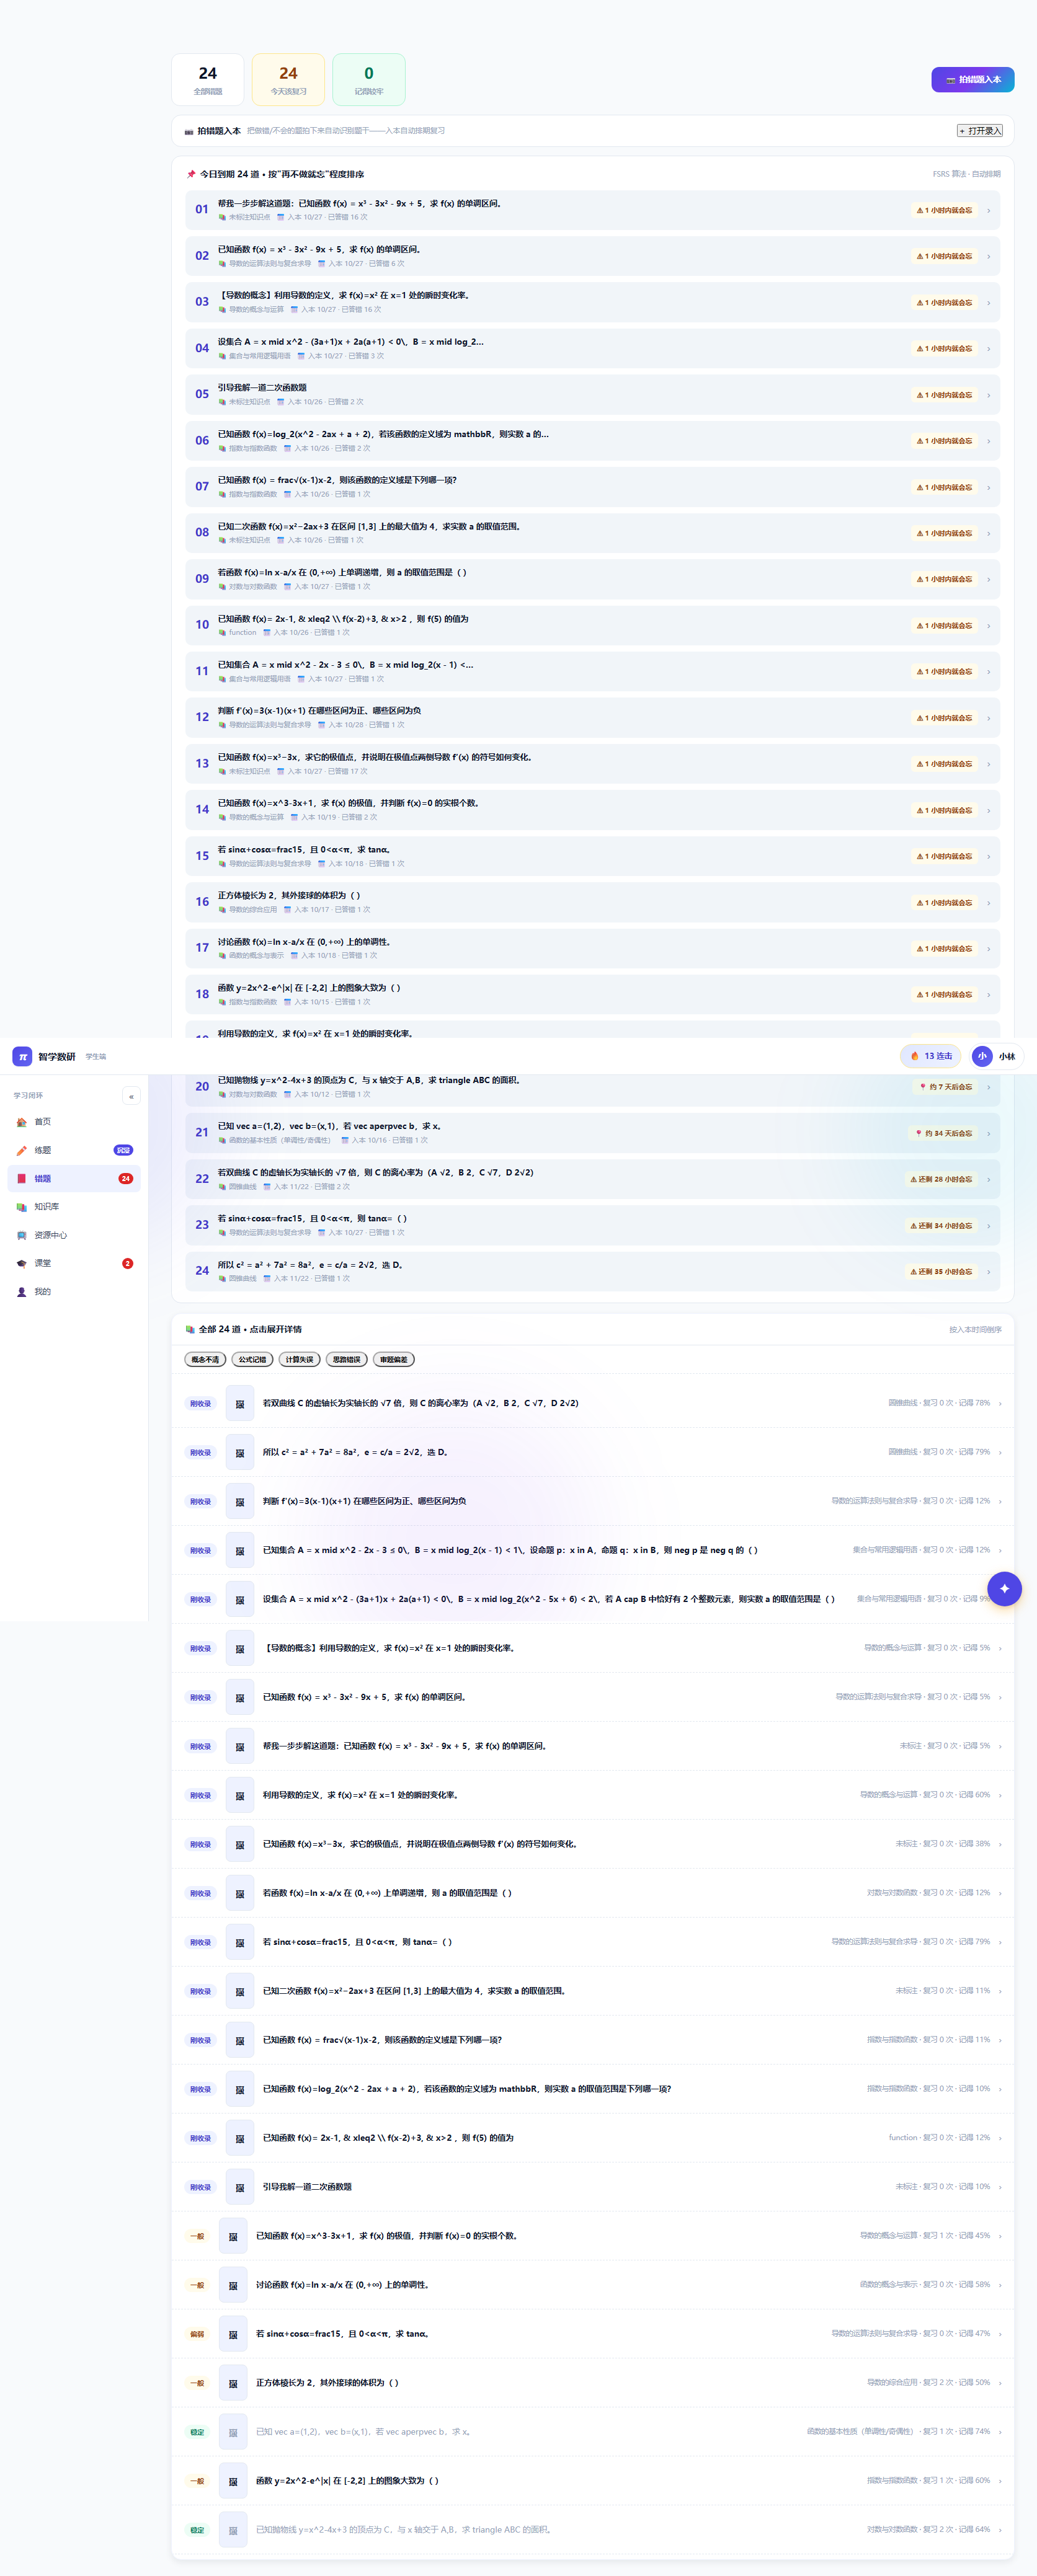 24
全部错题
24
今天该复习
0
记得较牢
拍错题入本
拍错题入本 把做错/不会的题拍下来自动识别题干——入本自动排期复习
+ 打开录入
今日到期 24 道 • 按"再不做就忘"程度排序
FSRS 算法 · 自动排期
01 帮我一步步解这道题：已知函数 f(x) = x³ - 3x² - 9x + 5，求 f(x) 的单调区间。
未标注知识点 入本 10/27 · 已答错 16 次
⚠ 1 小时内就会忘 ›
02 已知函数 f(x) = x³ - 3x² - 9x + 5，求 f(x) 的单调区间。
导数的运算法则与复合求导 入本 10/27 · 已答错 6 次
⚠ 1 小时内就会忘 ›
03 【导数的概念】利用导数的定义，求 f(x)=x² 在 x=1 处的瞬时变化率。
导数的概念与运算 入本 10/27 · 已答错 16 次
⚠ 1 小时内就会忘 ›
04 设集合 A = x mid x^2 - (3a+1)x + 2a(a+1) < 0\，B = x mid log_2...
集合与常用逻辑用语 入本 10/27 · 已答错 3 次
⚠ 1 小时内就会忘 ›
05 引导我解一道二次函数题
未标注知识点 入本 10/26 · 已答错 2 次
⚠ 1 小时内就会忘 ›
06 已知函数 f(x)=log_2(x^2 - 2ax + a + 2)，若该函数的定义域为 mathbbR，则实数 a 的...
指数与指数函数 入本 10/26 · 已答错 2 次
⚠ 1 小时内就会忘 ›
07 已知函数 f(x) = frac√(x-1)x-2，则该函数的定义域是下列哪一项？
指数与指数函数 入本 10/26 · 已答错 1 次
⚠ 1 小时内就会忘 ›
08 已知二次函数 f(x)=x²−2ax+3 在区间 [1,3] 上的最大值为 4，求实数 a 的取值范围。
未标注知识点 入本 10/26 · 已答错 1 次
⚠ 1 小时内就会忘 ›
09 若函数 f(x)=ln x-a/x 在 (0,+∞) 上单调递增，则 a 的取值范围是（ ）
对数与对数函数 入本 10/27 · 已答错 1 次
⚠ 1 小时内就会忘 ›
10 已知函数 f(x)= 2x-1, & xleq2 \\ f(x-2)+3, & x>2 ，则 f(5) 的值为
function 入本 10/26 · 已答错 1 次
⚠ 1 小时内就会忘 ›
11 已知集合 A = x mid x^2 - 2x - 3 ≤ 0\，B = x mid log_2(x - 1) <...
集合与常用逻辑用语 入本 10/27 · 已答错 1 次
⚠ 1 小时内就会忘 ›
12 判断 f′(x)=3(x-1)(x+1) 在哪些区间为正、哪些区间为负
导数的运算法则与复合求导 入本 10/28 · 已答错 1 次
⚠ 1 小时内就会忘 ›
13 已知函数 f(x)=x³−3x，求它的极值点，并说明在极值点两侧导数 f′(x) 的符号如何变化。
未标注知识点 入本 10/27 · 已答错 17 次
⚠ 1 小时内就会忘 ›
14 已知函数 f(x)=x^3-3x+1，求 f(x) 的极值，并判断 f(x)=0 的实根个数。
导数的概念与运算 入本 10/19 · 已答错 2 次
⚠ 1 小时内就会忘 ›
15 若 sinα+cosα=frac15，且 0<α<π，求 tanα。
导数的运算法则与复合求导 入本 10/18 · 已答错 1 次
⚠ 1 小时内就会忘 ›
16 正方体棱长为 2，其外接球的体积为（ ）
导数的综合应用 入本 10/17 · 已答错 1 次
⚠ 1 小时内就会忘 ›
17 讨论函数 f(x)=ln x-a/x 在 (0,+∞) 上的单调性。
函数的概念与表示 入本 10/18 · 已答错 1 次
⚠ 1 小时内就会忘 ›
18 函数 y=2x^2-e^|x| 在 [-2,2] 上的图象大致为（ ）
指数与指数函数 入本 10/15 · 已答错 1 次
⚠ 1 小时内就会忘 ›
利用导数的定义，求 f(x)=x² 在 x=1 处的瞬时变化率。
π 智学数研 学生端
13 连击
小 小林
20 已知抛物线 y=x^2-4x+3 的顶点为 C，与 x 轴交于 A,B，求 triangle ABC 的面积。
对数与对数函数 入本 10/12 · 已答错 1 次
约 7 天后会忘 ›
21 已知 vec a=(1,2)，vec b=(x,1)，若 vec aperpvec b，求 x。
函数的基本性质（单调性/奇偶性） 入本 10/16 · 已答错 1 次
约 34 天后会忘 ›
22 若双曲线 C 的虚轴长为实轴长的 √7 倍，则 C 的离心率为（A √2，B 2，C √7，D 2√2）
圆锥曲线 入本 11/22 · 已答错 2 次
⚠ 还剩 28 小时会忘 ›
23 若 sinα+cosα=frac15，且 0<α<π，则 tanα=（ ）
导数的运算法则与复合求导 入本 10/27 · 已答错 1 次
⚠ 还剩 34 小时会忘 ›
24 所以 c² = a² + 7a² = 8a²，e = c/a = 2√2，选 D。
圆锥曲线 入本 11/22 · 已答错 1 次
⚠ 还剩 35 小时会忘 ›
学习闭环 «
首页
练题
错题 24
知识库
资源中心
课堂 2
我的
全部 24 道 • 点击展开详情
按入本时间倒序
概念不清 公式记错 计算失误 思路错误 审题偏差
刚收录 若双曲线 C 的虚轴长为实轴长的 √7 倍，则 C 的离心率为（A √2，B 2，C √7，D 2√2） 圆锥曲线 · 复习 0 次 · 记得 78% ›
刚收录 所以 c² = a² + 7a² = 8a²，e = c/a = 2√2，选 D。 圆锥曲线 · 复习 0 次 · 记得 79% ›
刚收录 判断 f′(x)=3(x-1)(x+1) 在哪些区间为正、哪些区间为负 导数的运算法则与复合求导 · 复习 0 次 · 记得 12% ›
刚收录 已知集合 A = x mid x^2 - 2x - 3 ≤ 0\，B = x mid log_2(x - 1) < 1\，设命题 p：x in A，命题 q：x in B，则 neg p 是 neg q 的（ ） 集合与常用逻辑用语 · 复习 0 次 · 记得 12% ›
刚收录 设集合 A = x mid x^2 - (3a+1)x + 2a(a+1) < 0\，B = x mid log_2(x^2 - 5x + 6) < 2\，若 A cap B 中恰好有 2 个整数元素，则实数 a 的取值范围是（ ） 集合与常用逻辑用语 · 复习 0 次 · 记得 9%
刚收录 【导数的概念】利用导数的定义，求 f(x)=x² 在 x=1 处的瞬时变化率。 导数的概念与运算 · 复习 0 次 · 记得 5% ›
刚收录 已知函数 f(x) = x³ - 3x² - 9x + 5，求 f(x) 的单调区间。 导数的运算法则与复合求导 · 复习 0 次 · 记得 5% ›
刚收录 帮我一步步解这道题：已知函数 f(x) = x³ - 3x² - 9x + 5，求 f(x) 的单调区间。 未标注 · 复习 0 次 · 记得 5% ›
刚收录 利用导数的定义，求 f(x)=x² 在 x=1 处的瞬时变化率。 导数的概念与运算 · 复习 0 次 · 记得 60% ›
刚收录 已知函数 f(x)=x³−3x，求它的极值点，并说明在极值点两侧导数 f′(x) 的符号如何变化。 未标注 · 复习 0 次 · 记得 38% ›
刚收录 若函数 f(x)=ln x-a/x 在 (0,+∞) 上单调递增，则 a 的取值范围是（ ） 对数与对数函数 · 复习 0 次 · 记得 12% ›
刚收录 若 sinα+cosα=frac15，且 0<α<π，则 tanα=（ ） 导数的运算法则与复合求导 · 复习 0 次 · 记得 79% ›
刚收录 已知二次函数 f(x)=x²−2ax+3 在区间 [1,3] 上的最大值为 4，求实数 a 的取值范围。 未标注 · 复习 0 次 · 记得 11% ›
刚收录 已知函数 f(x) = frac√(x-1)x-2，则该函数的定义域是下列哪一项？ 指数与指数函数 · 复习 0 次 · 记得 11% ›
刚收录 已知函数 f(x)=log_2(x^2 - 2ax + a + 2)，若该函数的定义域为 mathbbR，则实数 a 的取值范围是下列哪一项？ 指数与指数函数 · 复习 0 次 · 记得 10% ›
刚收录 已知函数 f(x)= 2x-1, & xleq2 \\ f(x-2)+3, & x>2 ，则 f(5) 的值为 function · 复习 0 次 · 记得 12% ›
刚收录 引导我解一道二次函数题 未标注 · 复习 0 次 · 记得 10% ›
一般 已知函数 f(x)=x^3-3x+1，求 f(x) 的极值，并判断 f(x)=0 的实根个数。 导数的概念与运算 · 复习 1 次 · 记得 45% ›
一般 讨论函数 f(x)=ln x-a/x 在 (0,+∞) 上的单调性。 函数的概念与表示 · 复习 0 次 · 记得 58% ›
偏弱 若 sinα+cosα=frac15，且 0<α<π，求 tanα。 导数的运算法则与复合求导 · 复习 0 次 · 记得 47% ›
一般 正方体棱长为 2，其外接球的体积为（ ） 导数的综合应用 · 复习 2 次 · 记得 50% ›
稳定 已知 vec a=(1,2)，vec b=(x,1)，若 vec aperpvec b，求 x。 函数的基本性质（单调性/奇偶性） · 复习 1 次 · 记得 74% ›
一般 函数 y=2x^2-e^|x| 在 [-2,2] 上的图象大致为（ ） 指数与指数函数 · 复习 1 次 · 记得 60% ›
稳定 已知抛物线 y=x^2-4x+3 的顶点为 C，与 x 轴交于 A,B，求 triangle ABC 的面积。 对数与对数函数 · 复习 2 次 · 记得 64% ›